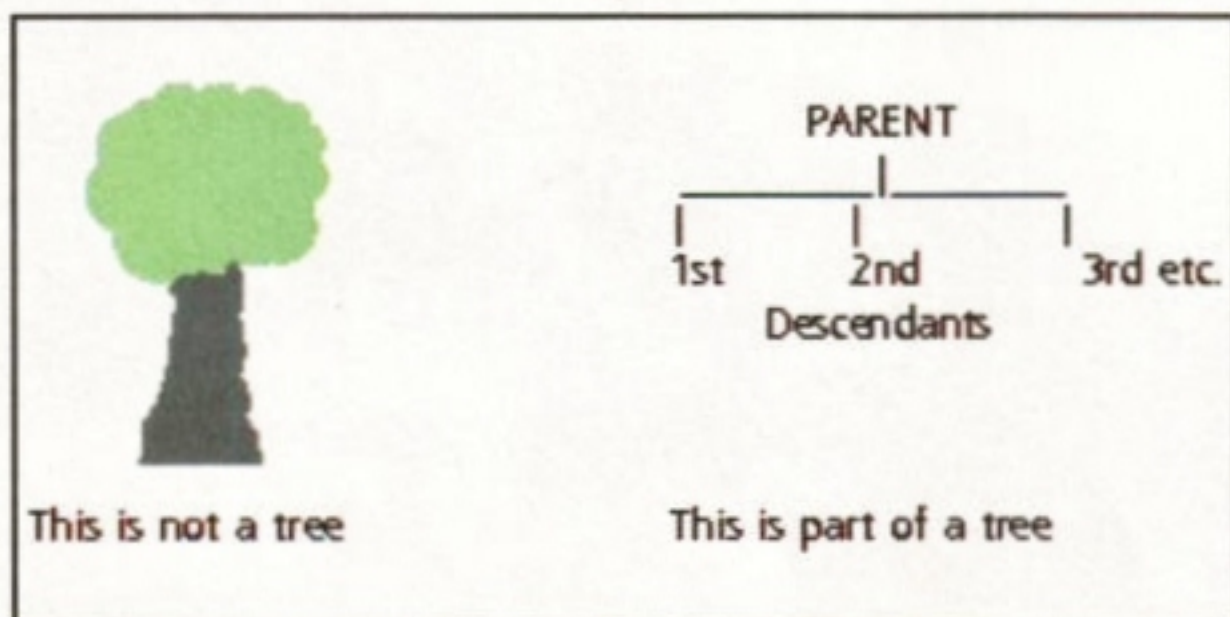 PARENT
1st 2nd 3rd etc.
Descendants
This is not a tree This is part of a tree